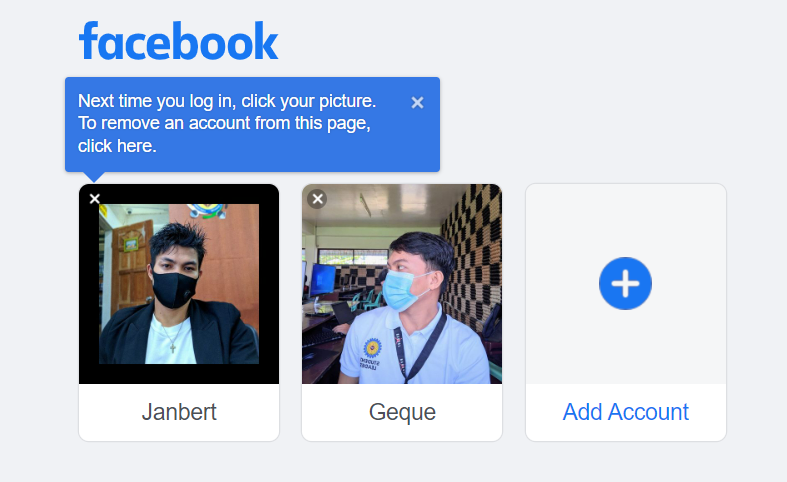 facebook
Next time you log in, click your picture.
To remove an account from this page,
click here.
Janbert
Geque
Add Account